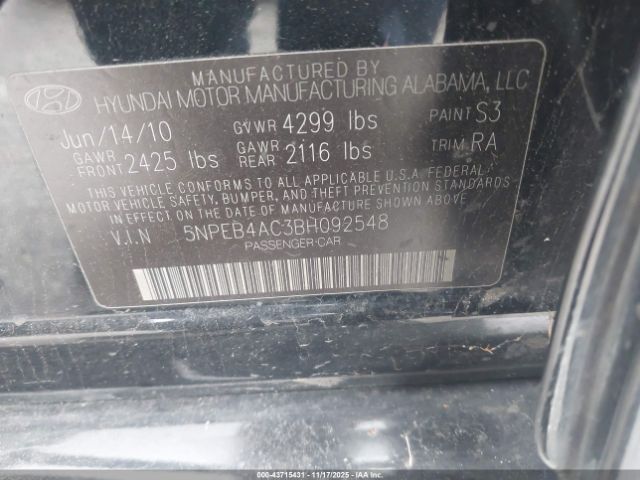 MANUFACTURED BY
HYUNDAI MOTOR MANUFACTURING ALABAMA, LLC
Jun/14/10 GVWR 4299 lbs PAINT S3
GAWR FRONT 2425 lbs GAWR REAR 2116 lbs TRIM RA
THIS VEHICLE CONFORMS TO ALL APPLICABLE U.S.A FEDERAL
MOTOR VEHICLE SAFETY, BUMPER, AND THEFT PREVENTION STANDARDS
IN EFFECT ON THE DATE OF MANUFACTURE SHOWN ABOVE.
V.I.N 5NPEB4AC3BH092548
PASSENGER-CAR
000-43715431 - 11/17/2025 - IAA Inc.